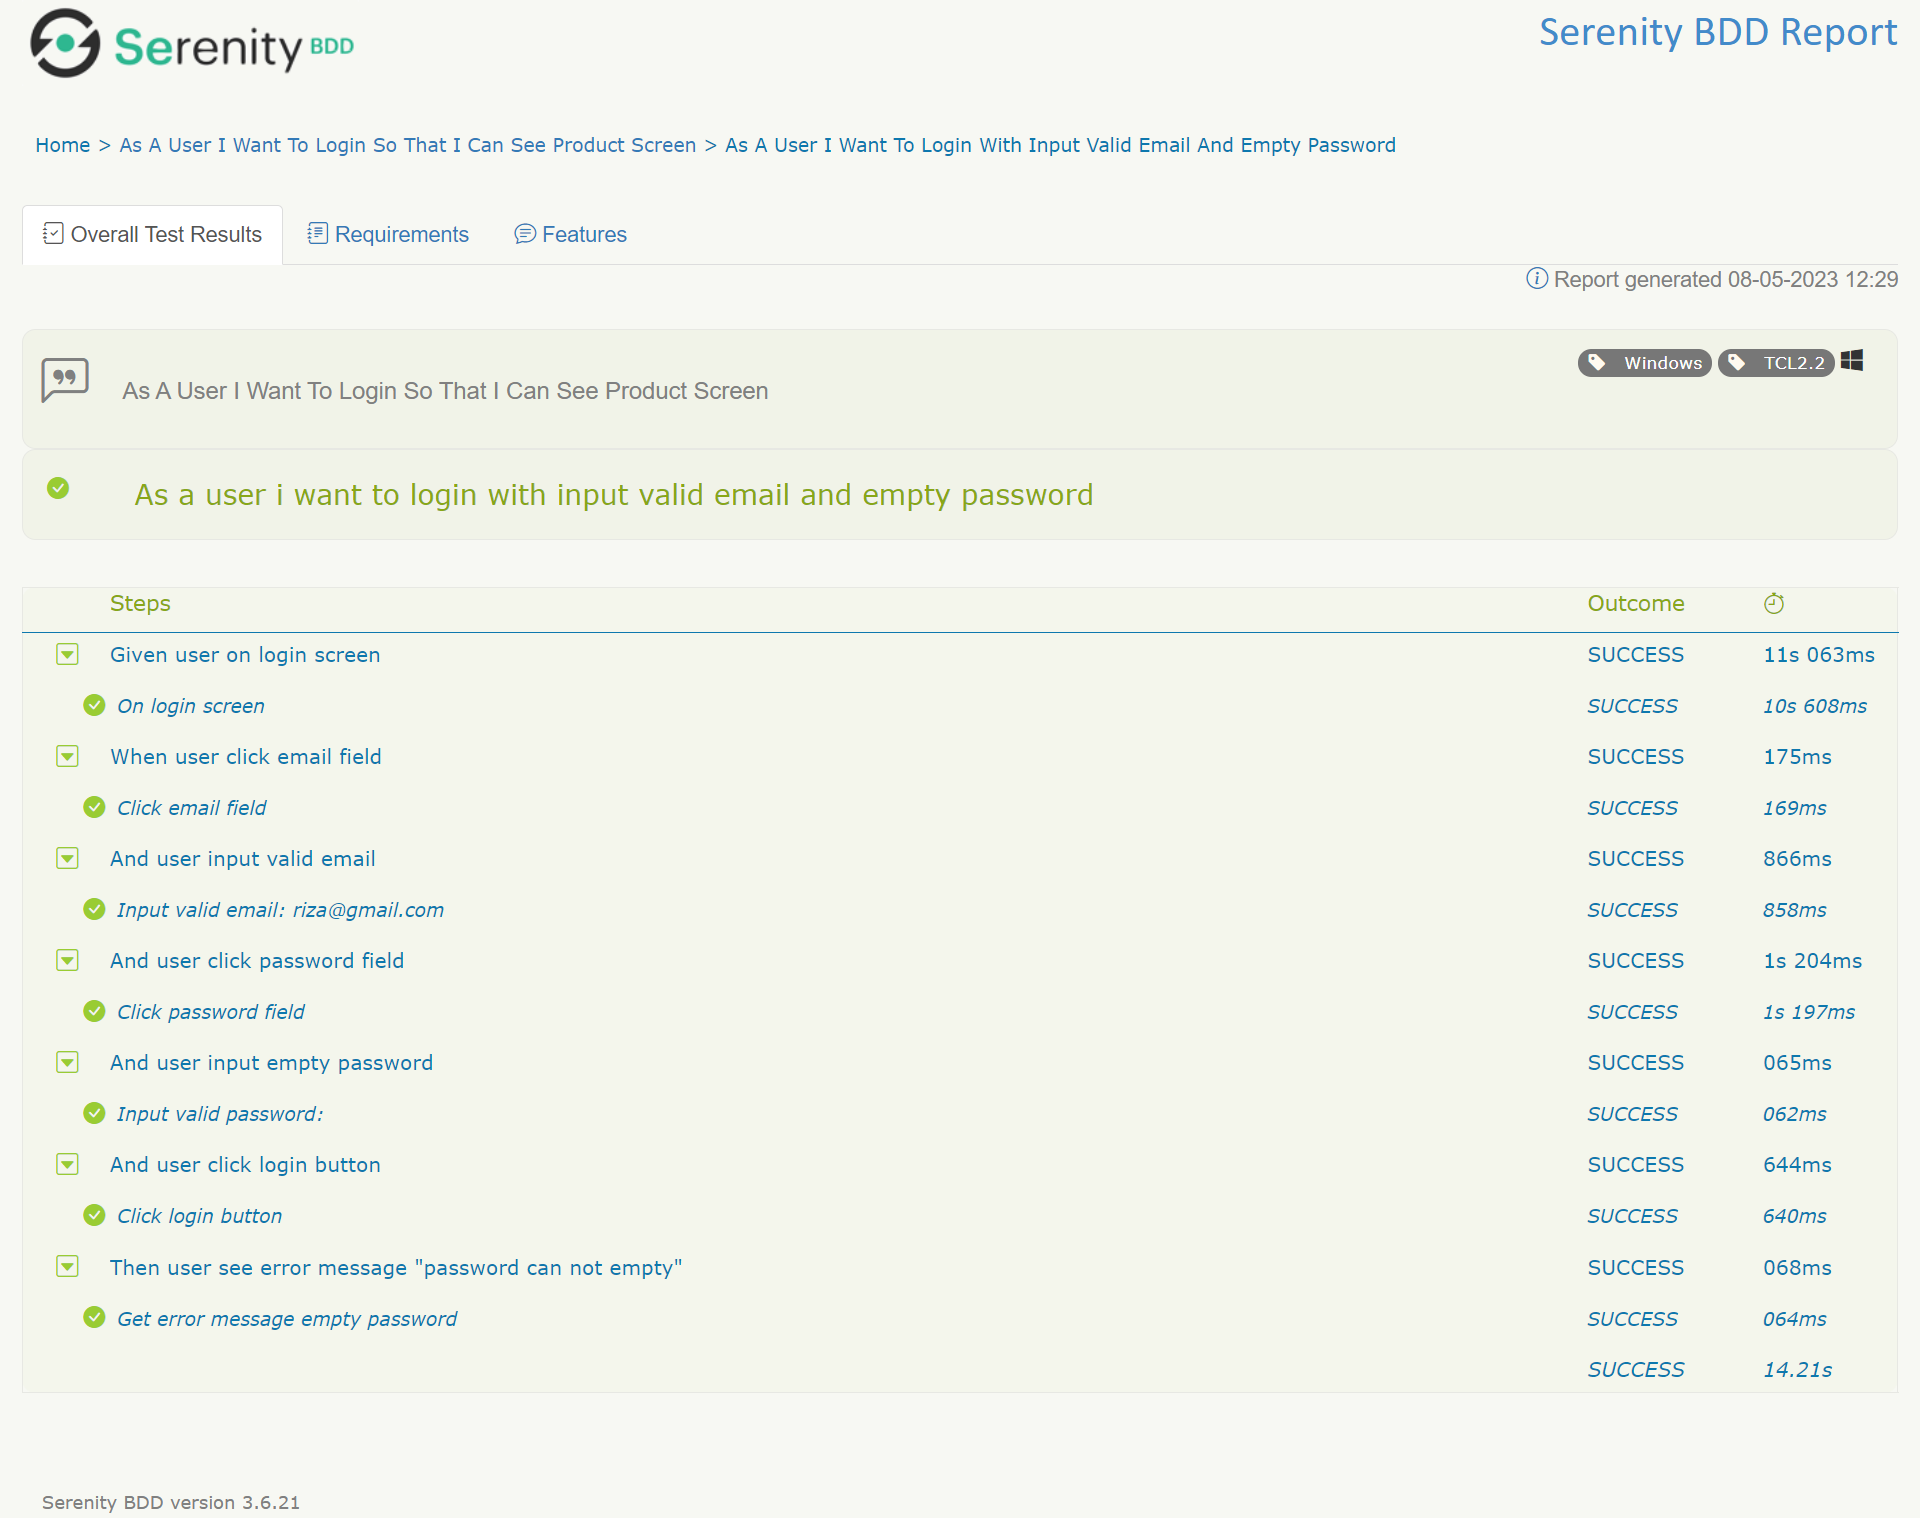 Serenity BDD
Serenity BDD Report
Home > As A User I Want To Login So That I Can See Product Screen > As A User I Want To Login With Input Valid Email And Empty Password
Overall Test Results Requirements Features
Report generated 08-05-2023 12:29
Windows TCL2.2
As A User I Want To Login So That I Can See Product Screen
As a user i want to login with input valid email and empty password
Steps Outcome
Given user on login screen SUCCESS 11s 063ms
On login screen SUCCESS 10s 608ms
When user click email field SUCCESS 175ms
Click email field SUCCESS 169ms
And user input valid email SUCCESS 866ms
Input valid email: riza@gmail.com SUCCESS 858ms
And user click password field SUCCESS 1s 204ms
Click password field SUCCESS 1s 197ms
And user input empty password SUCCESS 065ms
Input valid password: SUCCESS 062ms
And user click login button SUCCESS 644ms
Click login button SUCCESS 640ms
Then user see error message "password can not empty" SUCCESS 068ms
Get error message empty password SUCCESS 064ms
SUCCESS 14.21s
Serenity BDD version 3.6.21